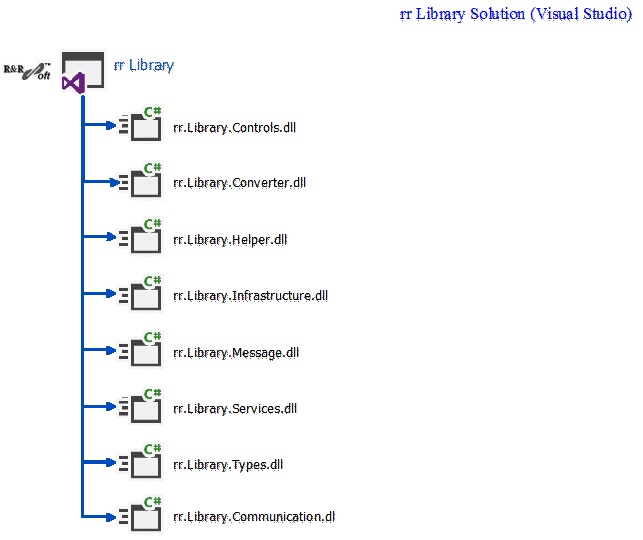 rr Library Solution (Visual Studio)
R&R Soft
rr Library
C#
rr.Library.Controls.dll
C#
rr.Library.Converter.dll
C#
rr.Library.Helper.dll
C#
rr.Library.Infrastructure.dll
C#
rr.Library.Message.dll
C#
rr.Library.Services.dll
C#
rr.Library.Types.dll
C#
rr.Library.Communication.dl